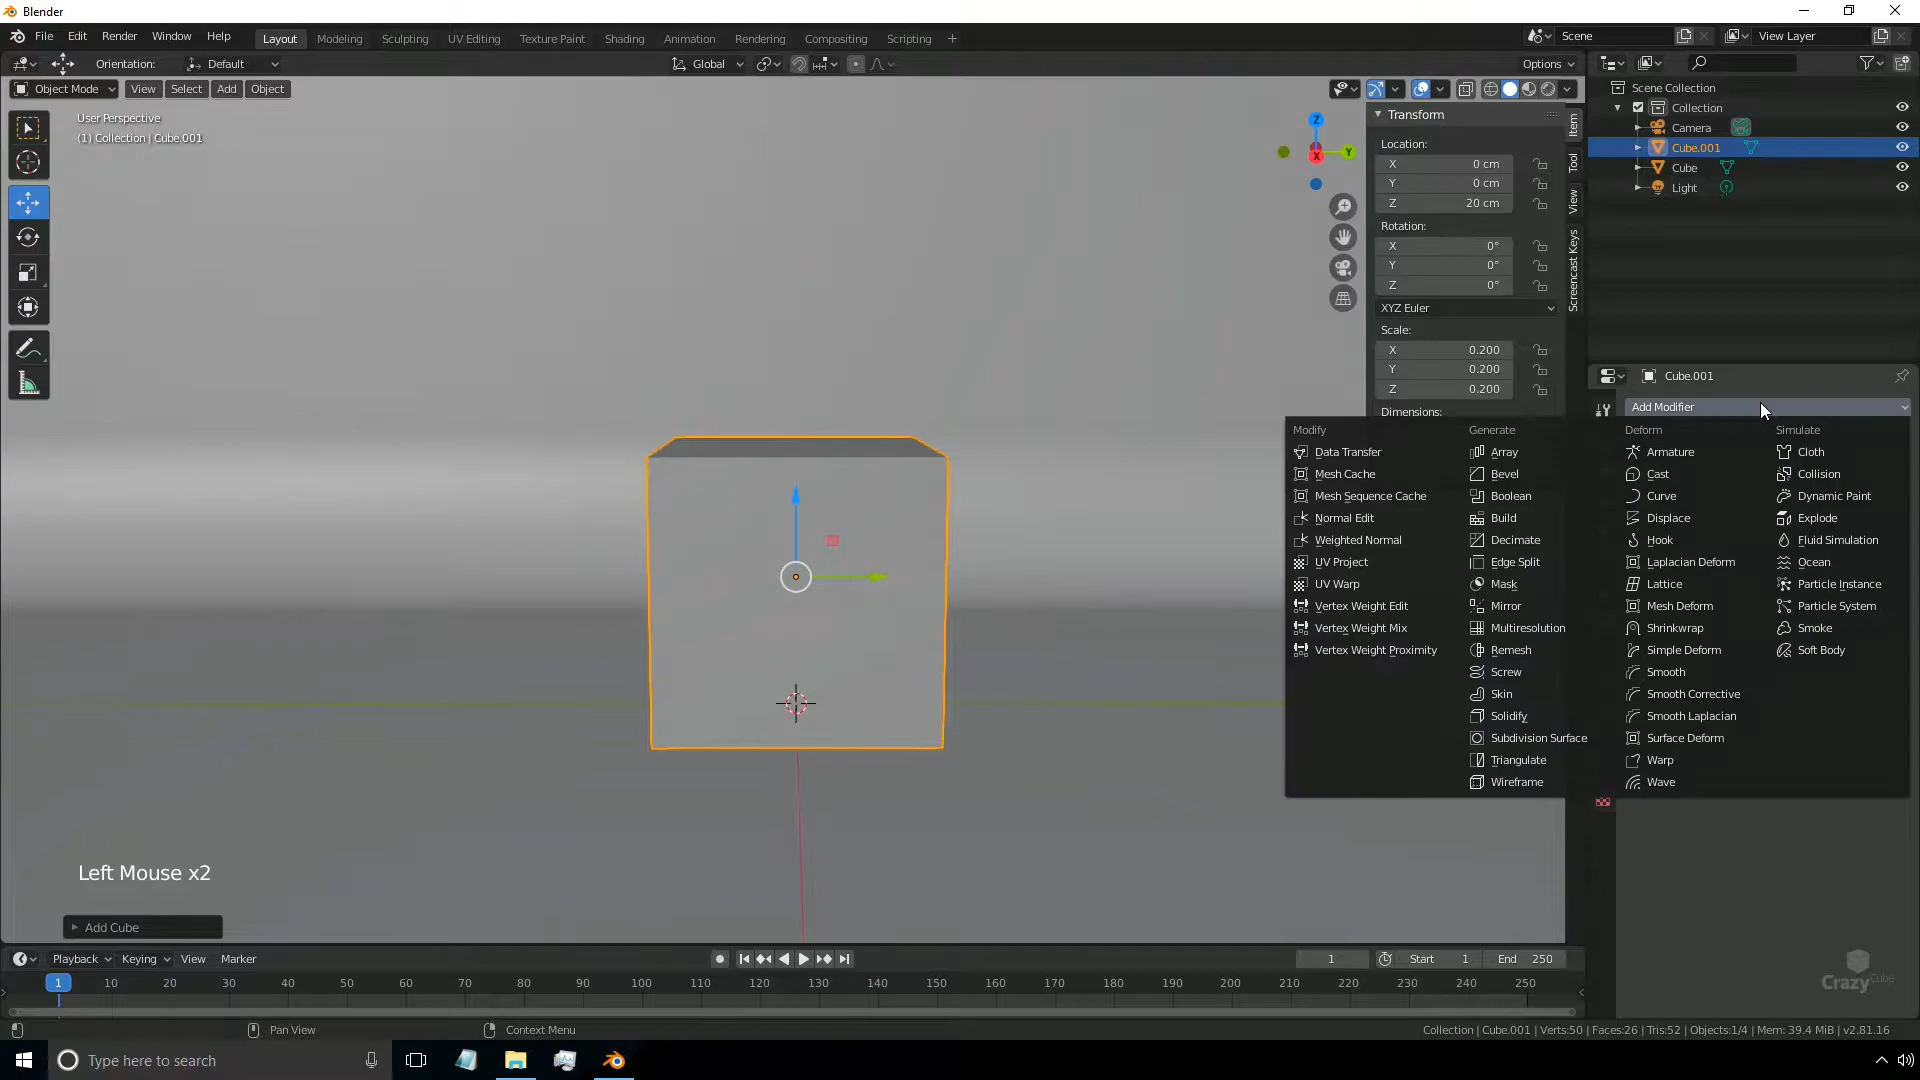 Blender
File Edit Render Window Help
Layout Modeling Sculpting UV Editing Texture Paint Shading Animation Rendering Compositing Scripting +
Scene
View Layer
Orientation: Default
Global
Options
Object Mode View Select Add Object
User Perspective
(1) Collection | Cube.001
Z
Y
X
Transform
Location:
X 0 cm
Y 0 cm
Z 20 cm
Rotation:
X 0°
Y 0°
Z 0°
XYZ Euler
Scale:
X 0.200
Y 0.200
Z 0.200
Dimensions:
Item
Tool
View
Screencast Keys
Scene Collection
Collection
Camera
Cube.001
Cube
Light
Cube.001
Add Modifier
Modify
Data Transfer
Mesh Cache
Mesh Sequence Cache
Normal Edit
Weighted Normal
UV Project
UV Warp
Vertex Weight Edit
Vertex Weight Mix
Vertex Weight Proximity
Generate
Array
Bevel
Boolean
Build
Decimate
Edge Split
Mask
Mirror
Multiresolution
Remesh
Screw
Skin
Solidify
Subdivision Surface
Triangulate
Wireframe
Deform
Armature
Cast
Curve
Displace
Hook
Laplacian Deform
Lattice
Mesh Deform
Shrinkwrap
Simple Deform
Smooth
Smooth Corrective
Smooth Laplacian
Surface Deform
Warp
Wave
Simulate
Cloth
Collision
Dynamic Paint
Explode
Fluid Simulation
Ocean
Particle Instance
Particle System
Smoke
Soft Body
Left Mouse x2
Add Cube
Playback Keying View Marker
1
Start 1
End 250
1 10 20 30 40 50 60 70 80 90 100 110 120 130 140 150 160 170 180 190 200 210 220 230 240 250
Crazy Cube
Pan View
Context Menu
Collection | Cube.001 | Verts:50 | Faces:26 | Tris:52 | Objects:1/4 | Mem: 39.4 MiB | v2.81.16
Type here to search